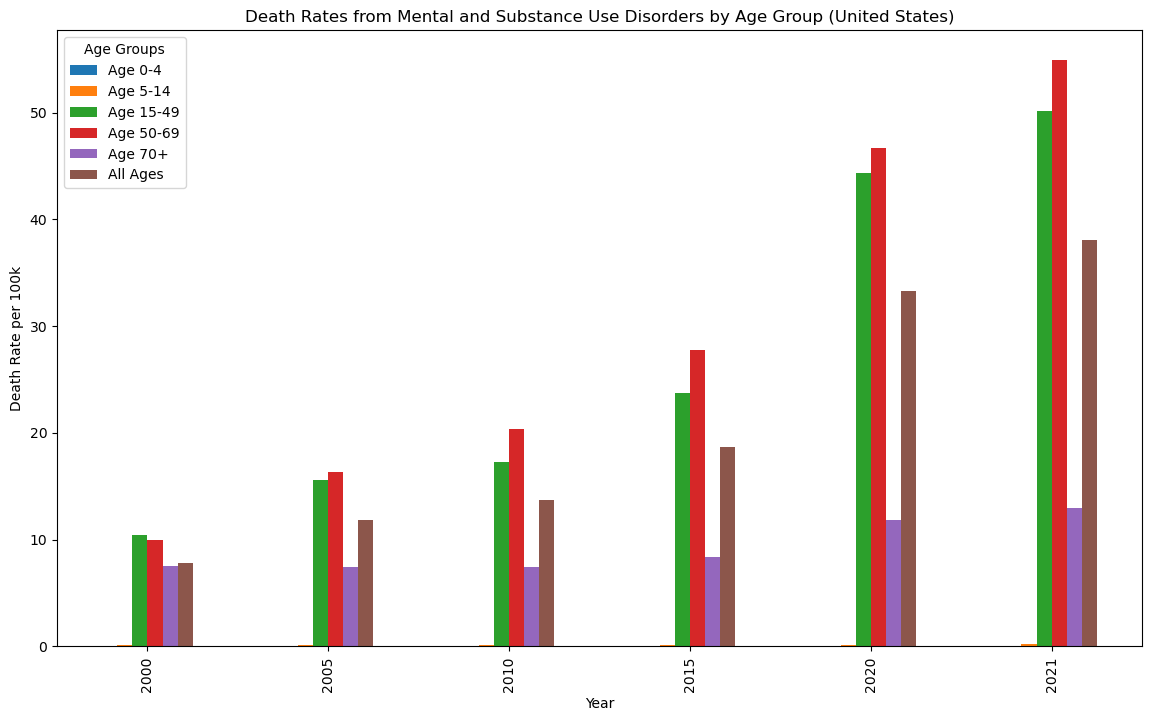 Death Rates from Mental and Substance Use Disorders by Age Group (United States)
Age Groups
Age 0-4
Age 5-14
Age 15-49
Age 50-69
Age 70+
All Ages
Death Rate per 100k
50
40
30
20
10
0
2000
2005
2010
2015
2020
2021
Year